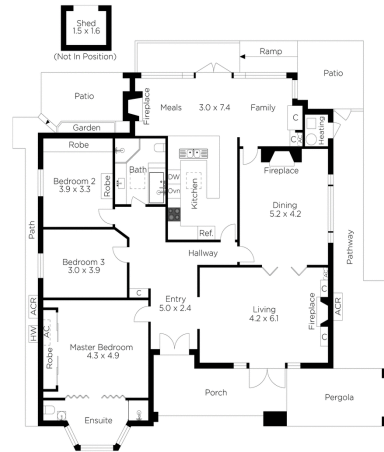 Shed
1.5 x 1.6
(Not In Position)
Ramp
Patio
Patio
Fireplace
Meals
3.0 x 7.4
Family
C
C
AC
Heating
Garden
Robe
Bath
Bedroom 2
3.9 x 3.3
Robe
DW
Ovn
Kitchen
Ref.
Fireplace
Dining
5.2 x 4.2
Path
Pathway
Hallway
Bedroom 3
3.0 x 3.9
C
Entry
5.0 x 2.4
Living
4.2 x 6.1
Fireplace
C
AC
C
ACR
ACR
HW
AC
Robe
Master Bedroom
4.3 x 4.9
Ensuite
Porch
Pergola